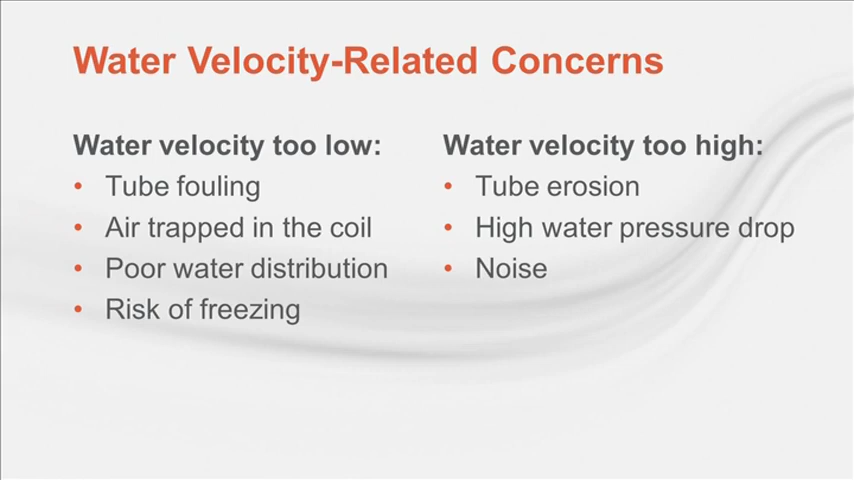 Water Velocity-Related Concerns
Water velocity too low:
• Tube fouling
• Air trapped in the coil
• Poor water distribution
• Risk of freezing
Water velocity too high:
• Tube erosion
• High water pressure drop
• Noise